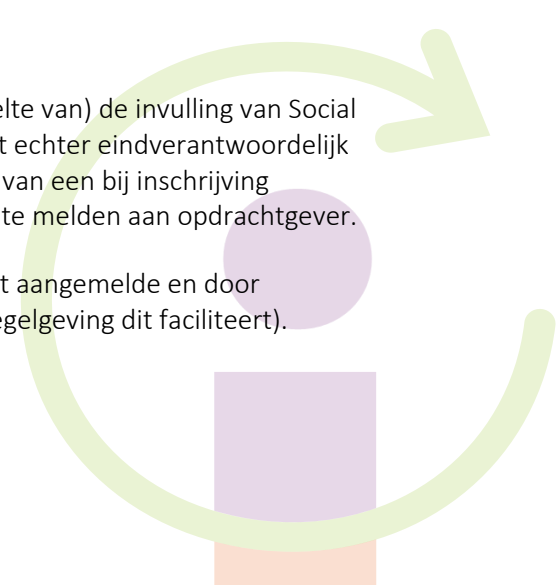 elte van) de invulling van Social
t echter eindverantwoordelijk
van een bij inschrijving
te melden aan opdrachtgever.
t aangemelde en door
egelgeving dit faciliteert).